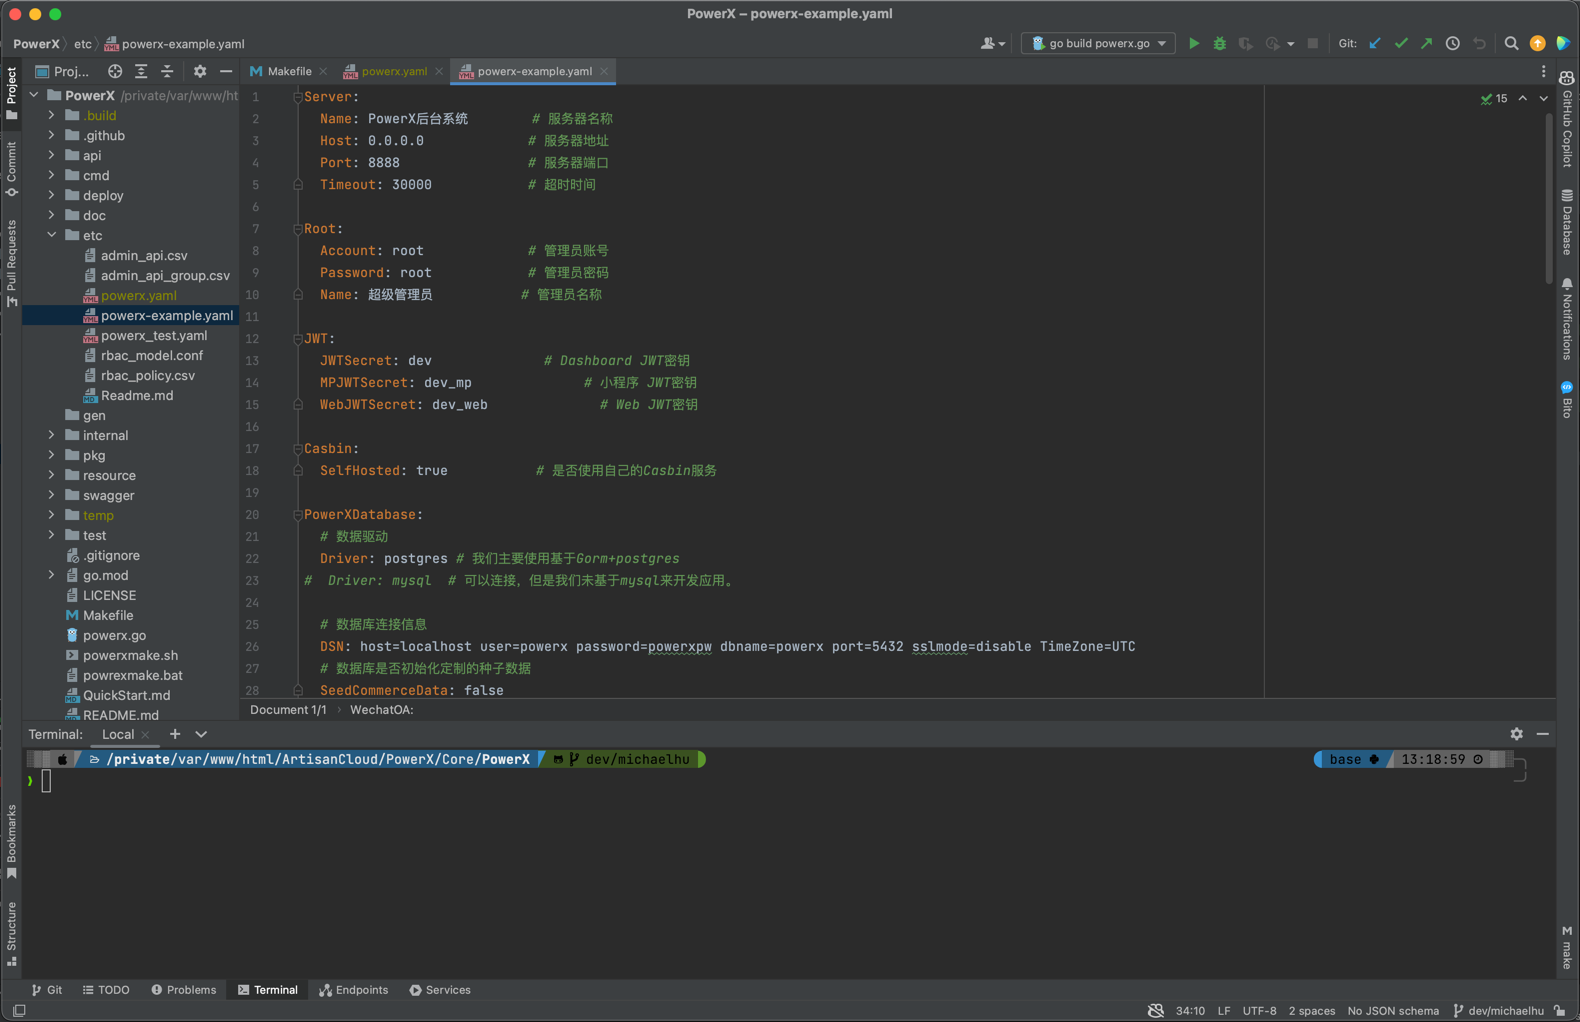 PowerX – powerx-example.yaml
PowerX etc powerx-example.yaml
go build powerx.go
Git:
Proj...
Makefile
powerx.yaml
powerx-example.yaml
Project
Commit
Pull Requests
Bookmarks
Structure
PowerX /private/var/www/ht
.build
.github
api
cmd
deploy
doc
etc
admin_api.csv
admin_api_group.csv
powerx.yaml
powerx-example.yaml
powerx_test.yaml
rbac_model.conf
rbac_policy.csv
Readme.md
gen
internal
pkg
resource
swagger
temp
test
.gitignore
go.mod
LICENSE
Makefile
powerx.go
powerxmake.sh
powrexmake.bat
QuickStart.md
README.md
15
1 Server:
2 Name: PowerX后台系统 # 服务器名称
3 Host: 0.0.0.0 # 服务器地址
4 Port: 8888 # 服务器端口
5 Timeout: 30000 # 超时时间
6
7 Root:
8 Account: root # 管理员账号
9 Password: root # 管理员密码
10 Name: 超级管理员 # 管理员名称
11
12 JWT:
13 JWTSecret: dev # Dashboard JWT密钥
14 MPJWTSecret: dev_mp # 小程序 JWT密钥
15 WebJWTSecret: dev_web # Web JWT密钥
16
17 Casbin:
18 SelfHosted: true # 是否使用自己的Casbin服务
19
20 PowerXDatabase:
21 # 数据驱动
22 Driver: postgres # 我们主要使用基于Gorm+postgres
23 # Driver: mysql # 可以连接，但是我们未基于mysql来开发应用。
24
25 # 数据库连接信息
26 DSN: host=localhost user=powerx password=powerxpw dbname=powerx port=5432 sslmode=disable TimeZone=UTC
27 # 数据库是否初始化定制的种子数据
28 SeedCommerceData: false
Document 1/1 › WechatOA:
GitHub Copilot
Database
Notifications
Bito
make
Terminal: Local
/private/var/www/html/ArtisanCloud/PowerX/Core/PowerX dev/michaelhu
base 13:18:59
Git TODO Problems Terminal Endpoints Services
34:10 LF UTF-8 2 spaces No JSON schema dev/michaelhu